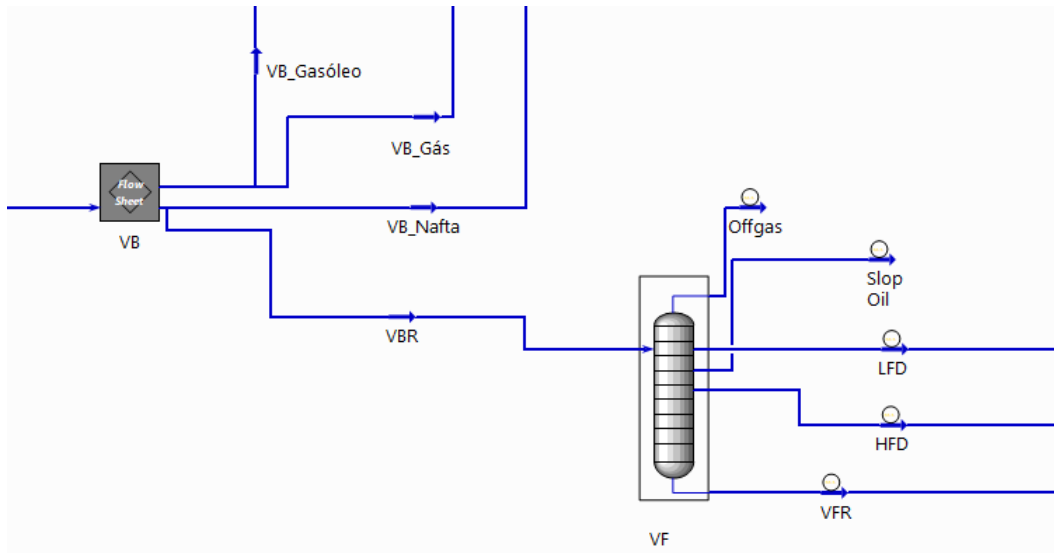 VB_Gasóleo
VB_Gás
Flow
Sheet
VB
VB_Nafta
Offgas
Slop
Oil
VBR
LFD
HFD
VFR
VF